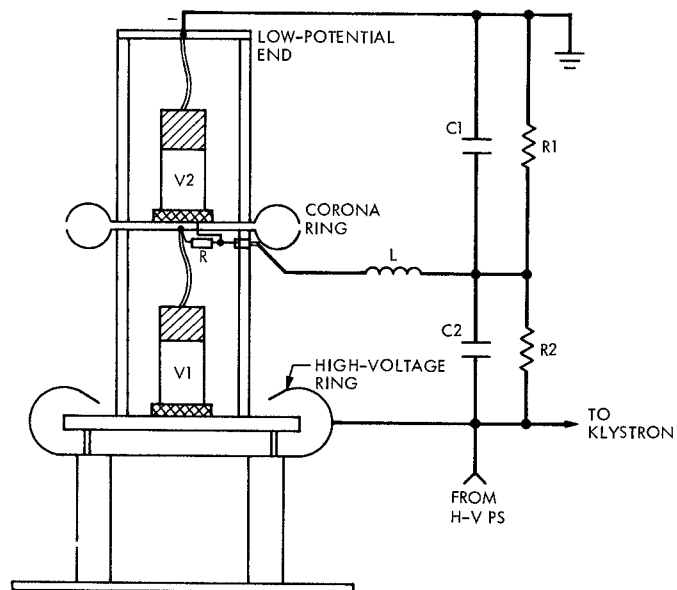 –
LOW-POTENTIAL
END
C1
R1
V2
CORONA
RING
R
L
C2
R2
HIGH-VOLTAGE
RING
V1
TO
KLYSTRON
FROM
H-V PS